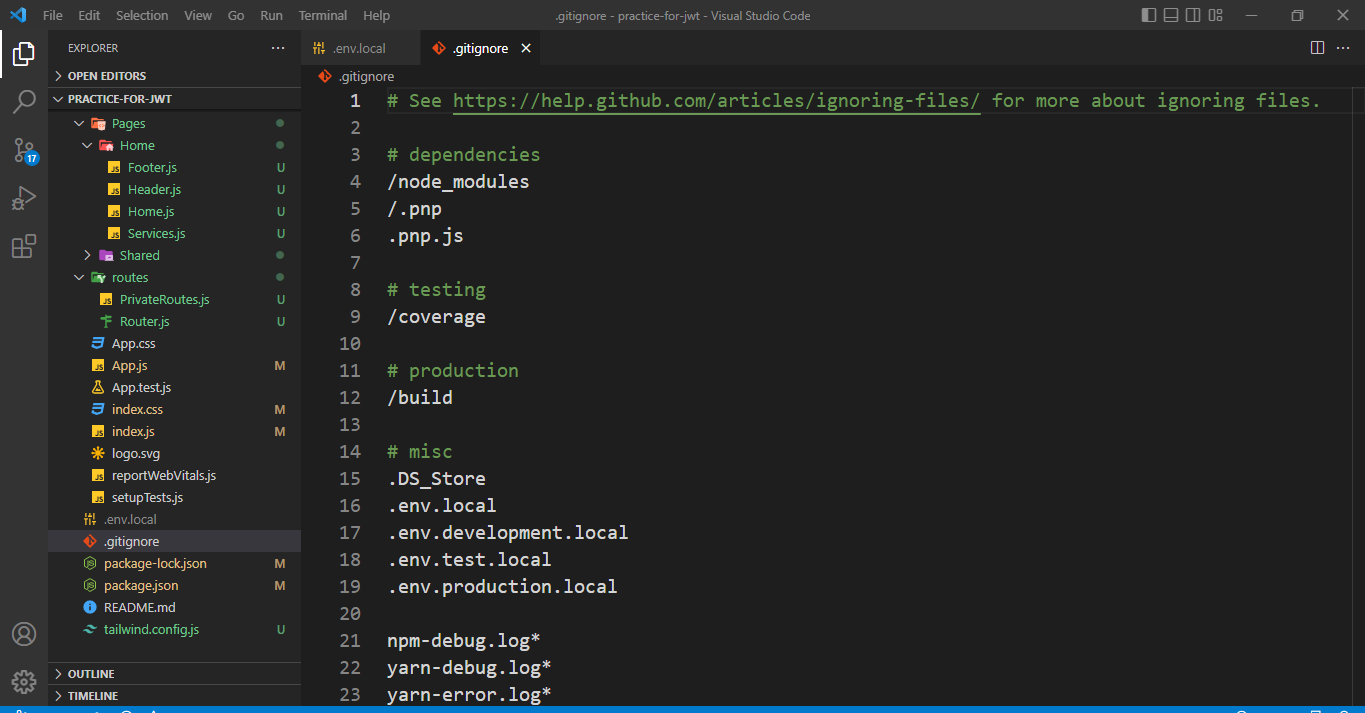 File Edit Selection View Go Run Terminal Help .gitignore - practice-for-jwt - Visual Studio Code
EXPLORER
OPEN EDITORS
PRACTICE-FOR-JWT
Pages
Home
Footer.js U
Header.js U
Home.js U
Services.js U
Shared
routes
PrivateRoutes.js U
Router.js U
App.css
App.js M
App.test.js
index.css M
index.js M
logo.svg
reportWebVitals.js
setupTests.js
.env.local
.gitignore
package-lock.json M
package.json M
README.md
tailwind.config.js U
OUTLINE
TIMELINE
17
.env.local .gitignore
.gitignore
1 # See https://help.github.com/articles/ignoring-files/ for more about ignoring files.
2
3 # dependencies
4 /node_modules
5 /.pnp
6 .pnp.js
7
8 # testing
9 /coverage
10
11 # production
12 /build
13
14 # misc
15 .DS_Store
16 .env.local
17 .env.development.local
18 .env.test.local
19 .env.production.local
20
21 npm-debug.log*
22 yarn-debug.log*
23 yarn-error.log*